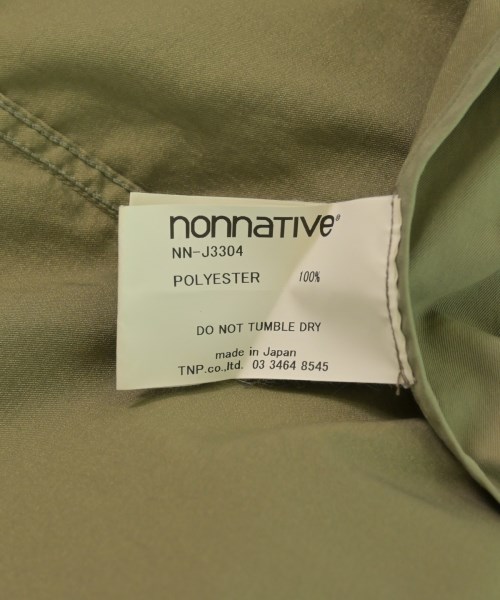 nonnative®
NN-J3304
POLYESTER 100%
DO NOT TUMBLE DRY
made in Japan
TNP.co.,ltd. 03 3464 8545